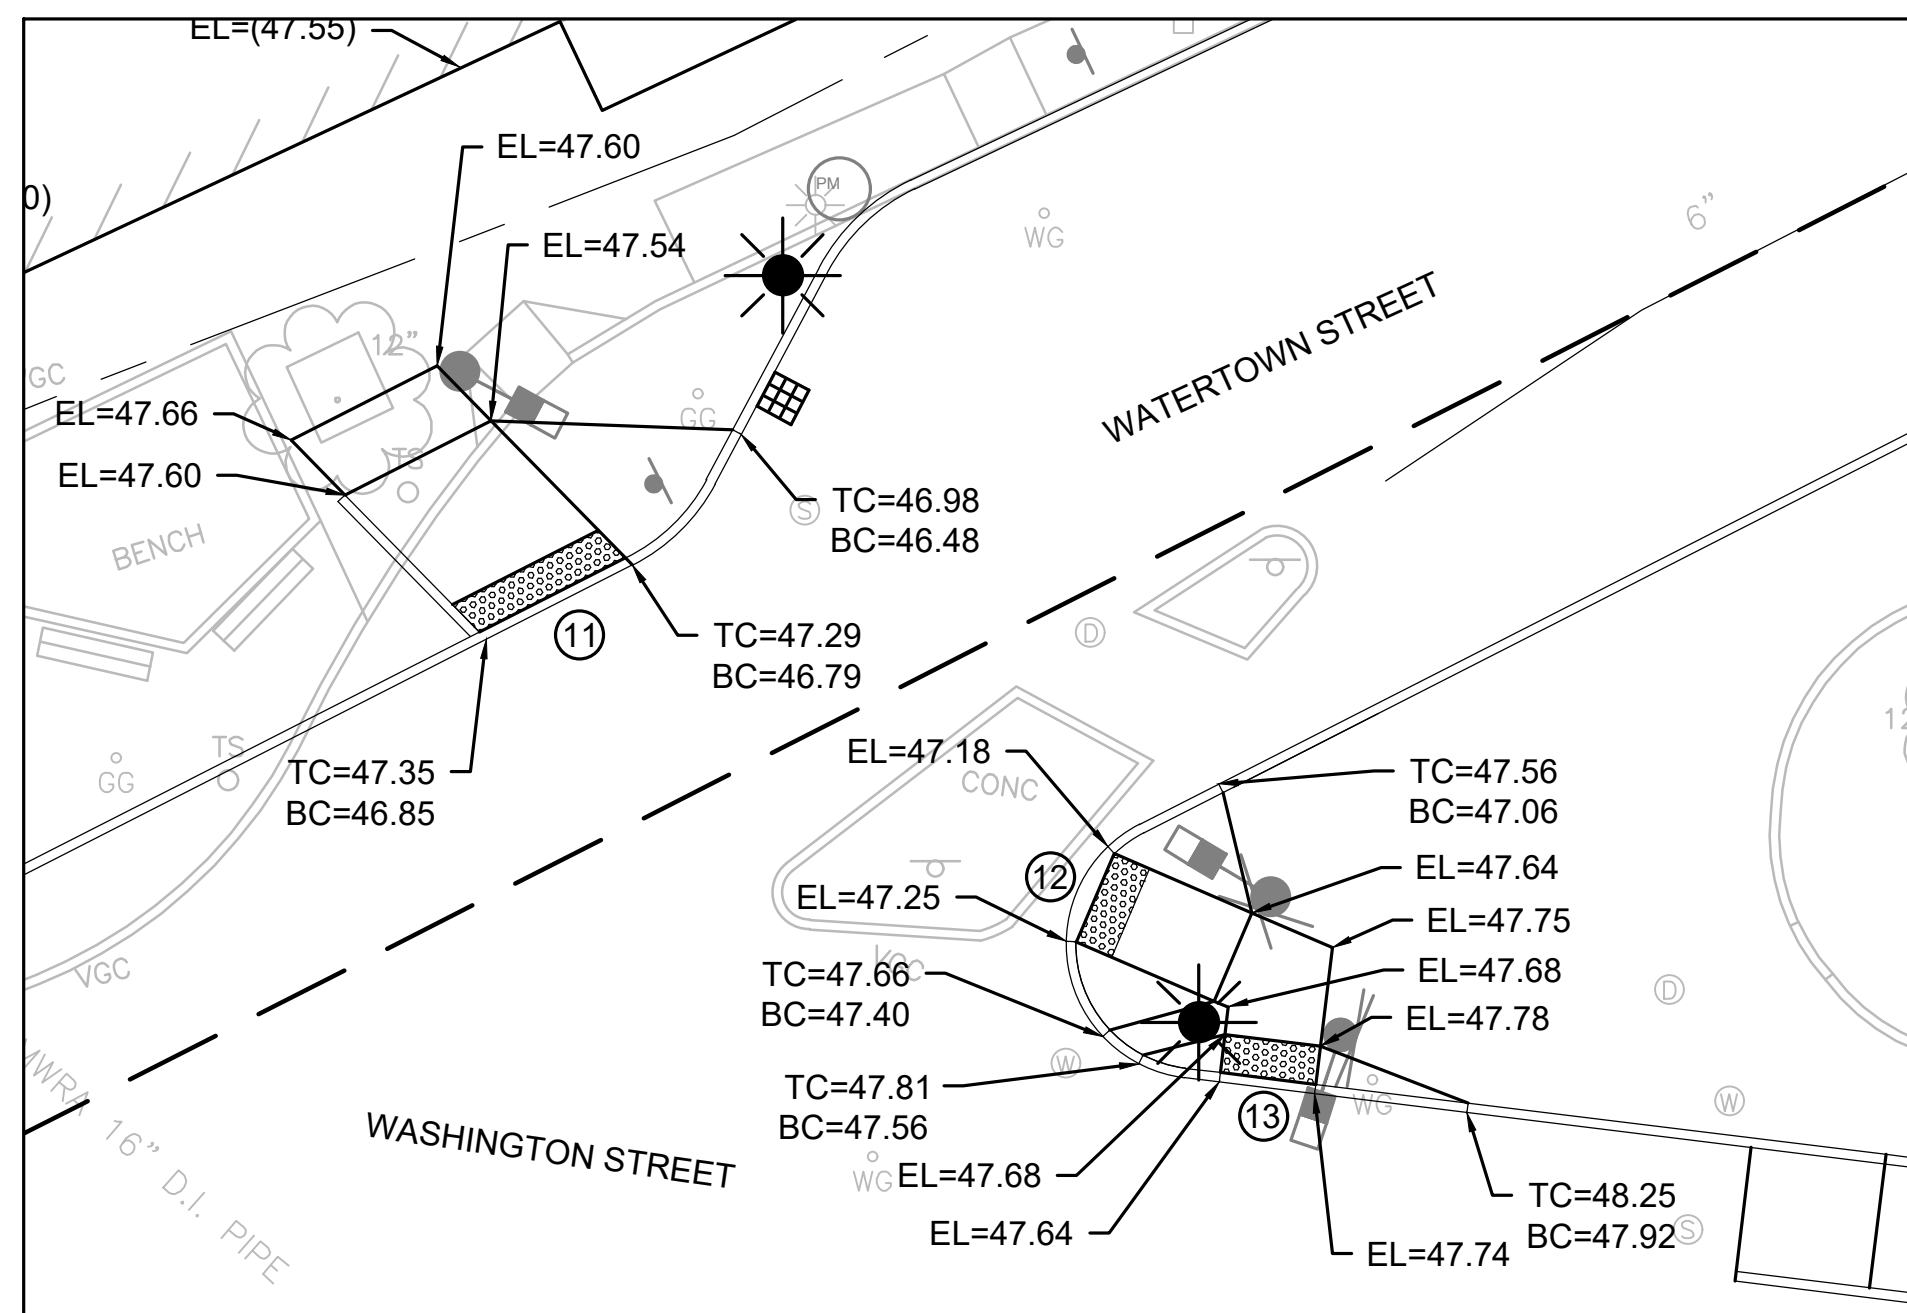 EL=(47.55)
EL=47.60
0)
PM
6”
WG
EL=47.54
WATERTOWN STREET
12”
GC
GG
EL=47.66
TS
EL=47.60
TC=46.98
S
BC=46.48
BENCH
11
D
TC=47.29
BC=46.79
TS
GG
EL=47.18
TC=47.35
BC=46.85
CONC
TC=47.56
BC=47.06
12
EL=47.64
EL=47.25
EL=47.75
VGC
VGC
TC=47.66
BC=47.40
EL=47.68
D
EL=47.78
W
MWRA 16” D.I. PIPE
TC=47.81
BC=47.56
WG
W
13
WASHINGTON STREET
WG
EL=47.68
EL=47.64
TC=48.25
BC=47.92
S
EL=47.74